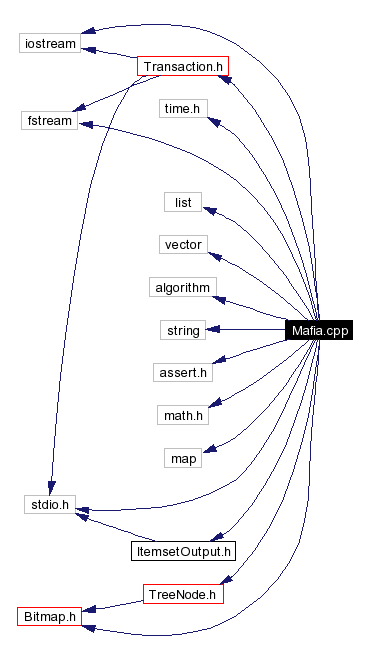 iostream
Transaction.h
time.h
fstream
list
vector
algorithm
string
Mafia.cpp
assert.h
math.h
map
stdio.h
ItemsetOutput.h
TreeNode.h
Bitmap.h